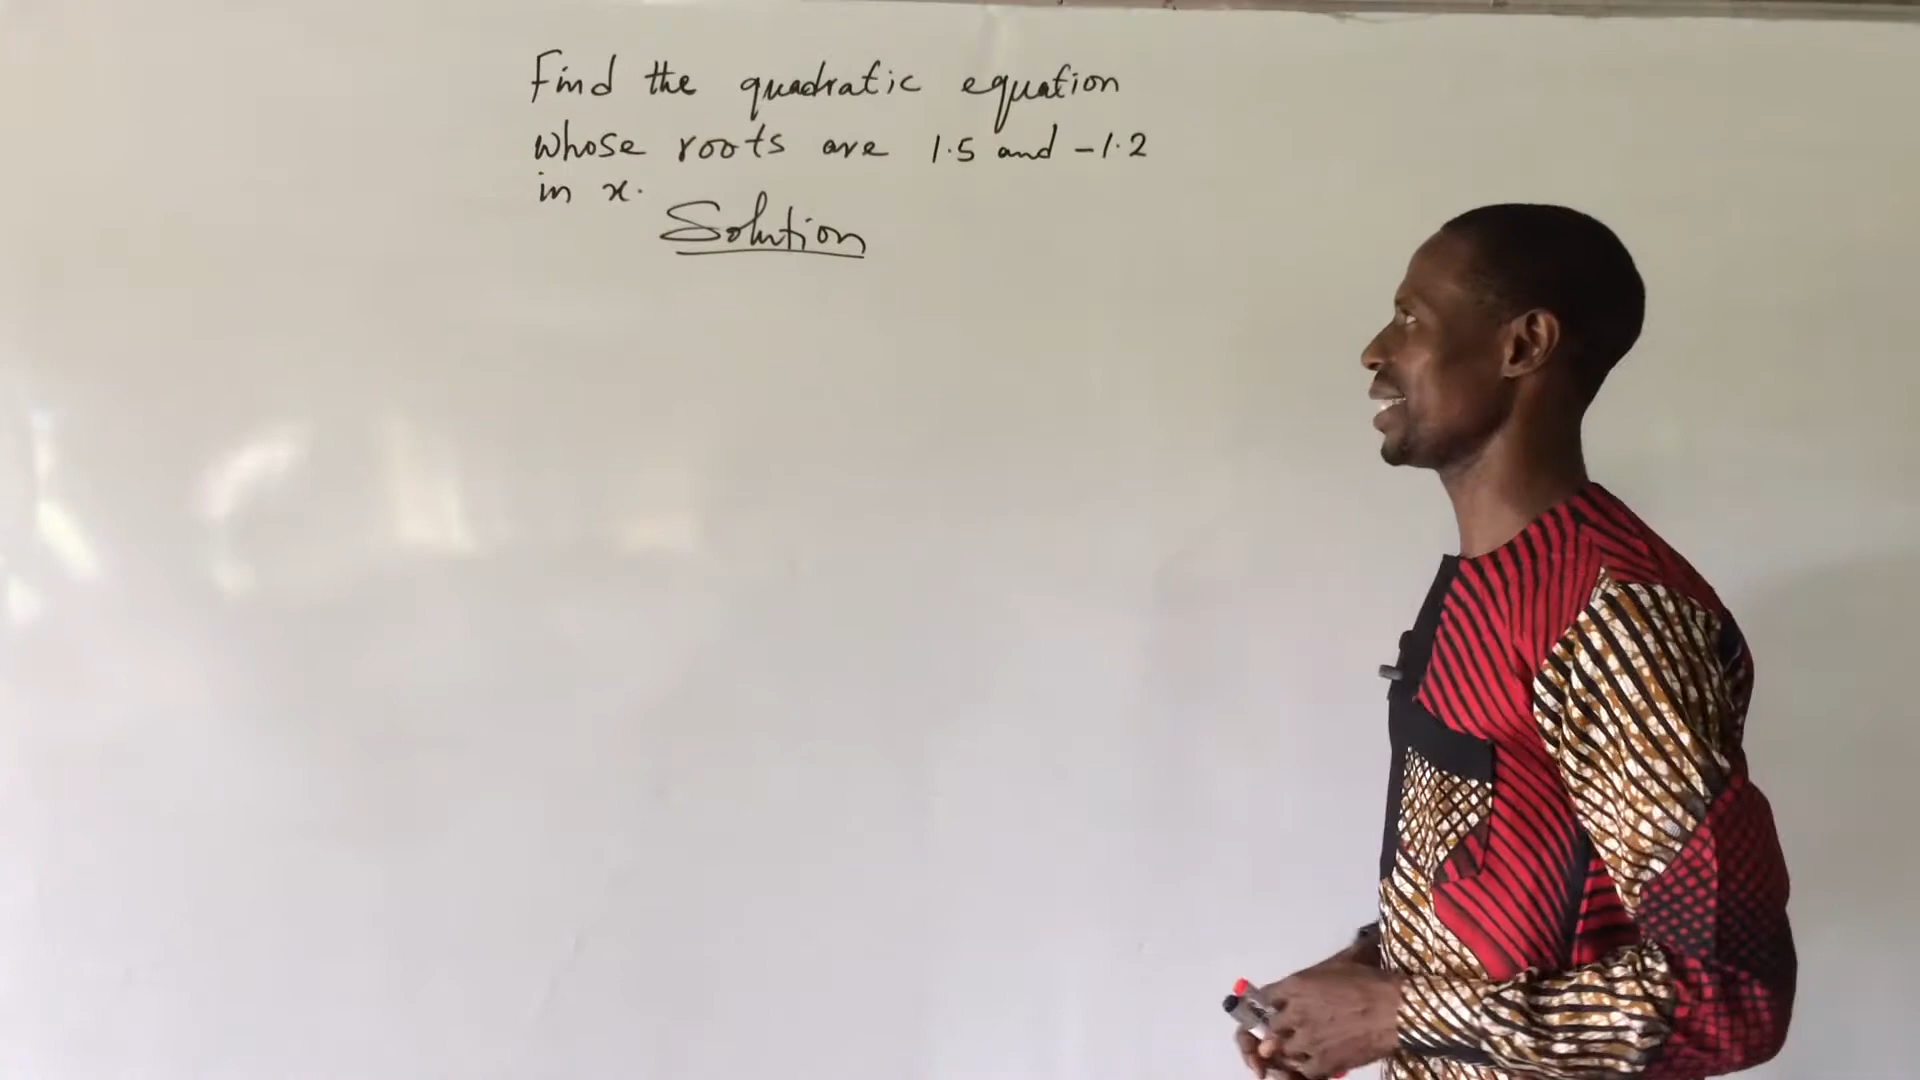 Find the quadratic equation
whose roots are 1.5 and -1.2
in x.
Solution